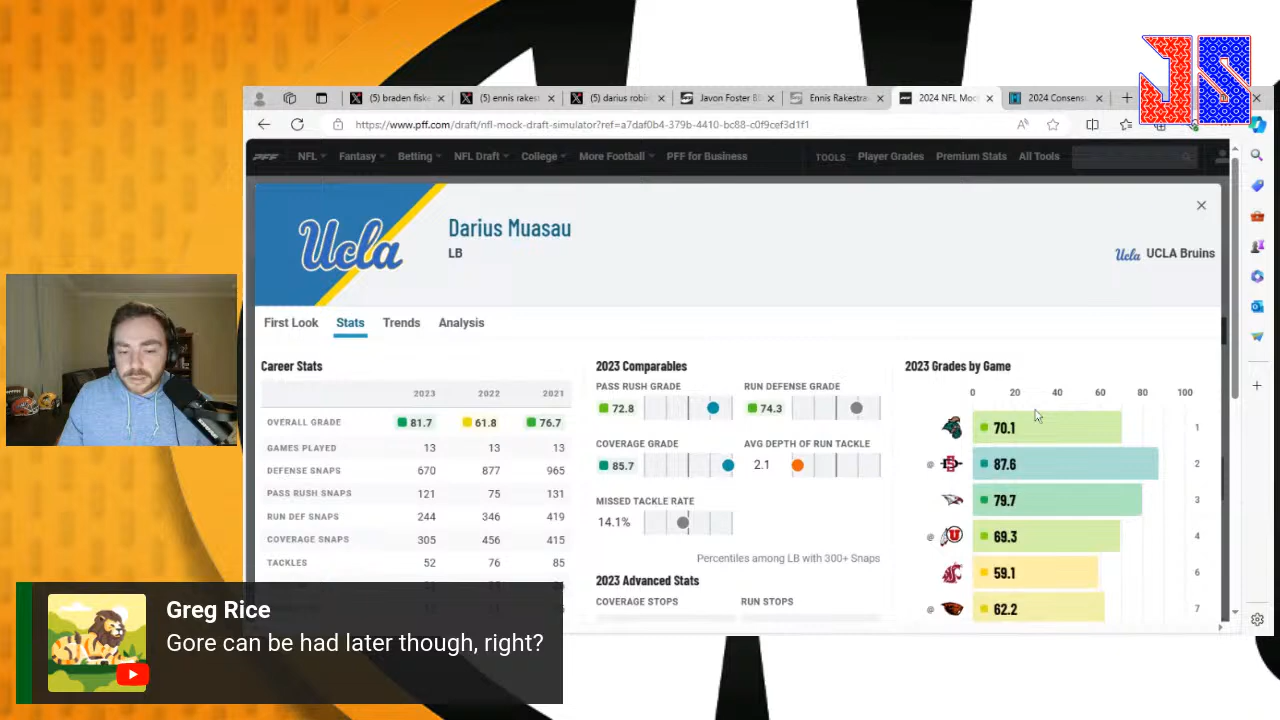 JS
(5) braden fiske
(5) ennis rakest
(5) darius robi
Javon Foster B
Ennis Rakestra
2024 NFL Moc
2024 Consens
https://www.pff.com/draft/nfl-mock-draft-simulator?ref=a7daf0b4-379b-4410-bc88-c0f9cef3d1f1
PFF NFL Fantasy Betting NFL Draft College More Football PFF for Business TOOLS Player Grades Premium Stats All Tools
Ucla
Darius Muasau
LB
Ucla UCLA Bruins
First Look Stats Trends Analysis
Career Stats
2023 2022 2021
OVERALL GRADE 81.7 61.8 76.7
GAMES PLAYED 13 13 13
DEFENSE SNAPS 670 877 965
PASS RUSH SNAPS 121 75 131
RUN DEF SNAPS 244 346 419
COVERAGE SNAPS 305 456 415
TACKLES 52 76 85
2023 Comparables
PASS RUSH GRADE RUN DEFENSE GRADE
72.8 74.3
COVERAGE GRADE AVG DEPTH OF RUN TACKLE
85.7 2.1
MISSED TACKLE RATE
14.1%
Percentiles among LB with 300+ Snaps
2023 Advanced Stats
COVERAGE STOPS RUN STOPS
2023 Grades by Game
0 20 40 60 80 100
70.1 1
@ 87.6 2
79.7 3
@ 69.3 4
59.1 6
@ 62.2 7
Greg Rice
Gore can be had later though, right?